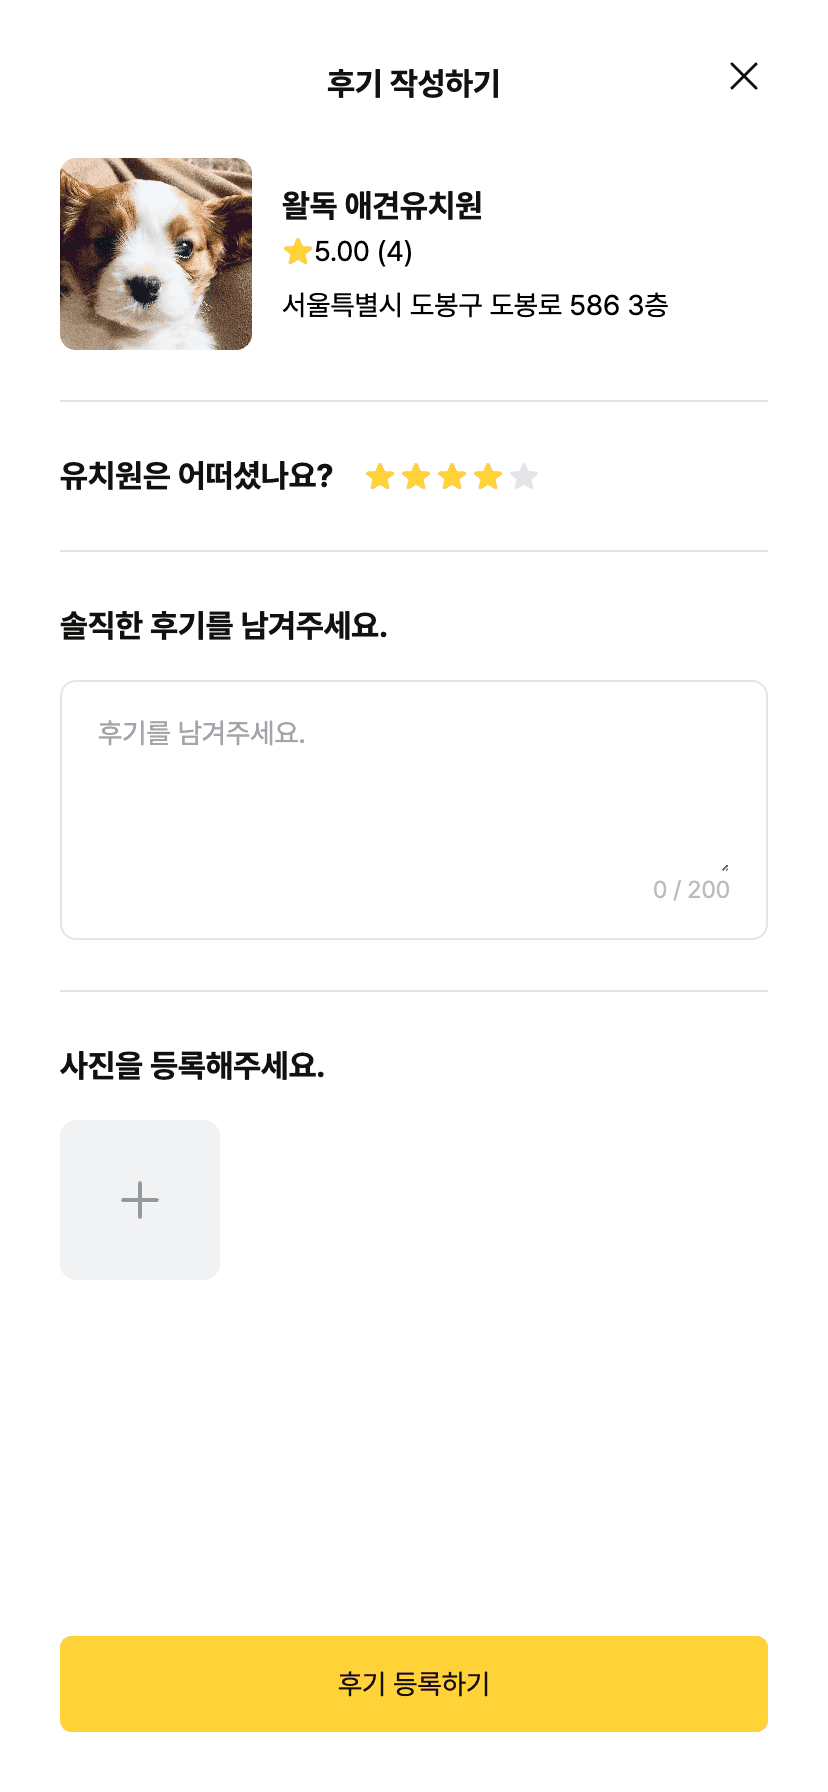 후기 작성하기
왈독 애견유치원
5.00 (4)
서울특별시 도봉구 도봉로 586 3층
유치원은 어떠셨나요?
솔직한 후기를 남겨주세요.
후기를 남겨주세요.
0 / 200
사진을 등록해주세요.
후기 등록하기